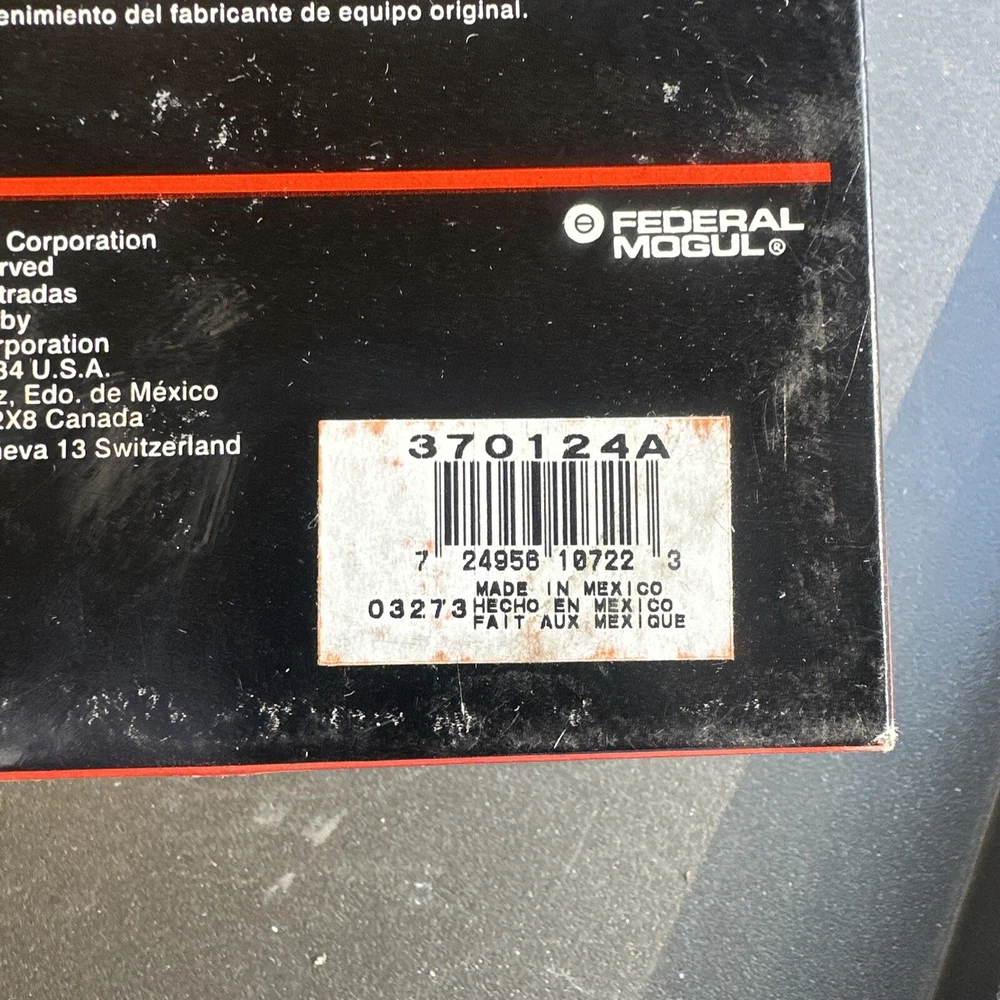 enimiento del fabricante de equipo original.
FEDERAL
MOGUL®
Corporation
rved
tradas
by
rporation
34 U.S.A.
z, Edo. de México
2X8 Canada
neva 13 Switzerland
370124A
7 24956 10722 3
MADE IN MEXICO
03273 HECHO EN MEXICO
FAIT AUX MEXIQUE